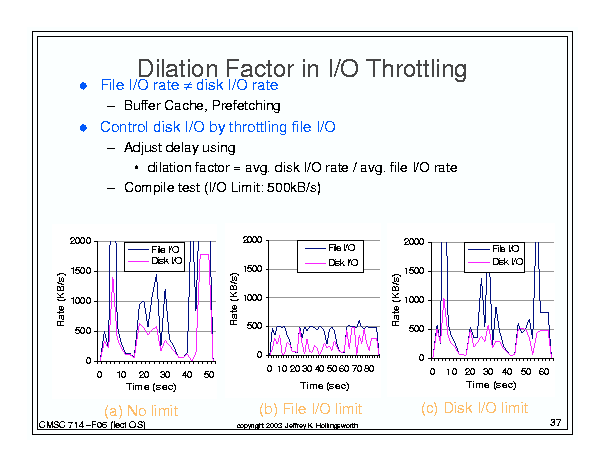 Dilation Factor in I/O Throttling
● File I/O rate ≠ disk I/O rate
– Buffer Cache, Prefetching
● Control disk I/O by throttling file I/O
– Adjust delay using
• dilation factor = avg. disk I/O rate / avg. file I/O rate
– Compile test (I/O Limit: 500kB/s)
2000
1500
1000
500
0
Rate (KB/s)
File I/O
Disk I/O
0 10 20 30 40 50
Time (sec)
(a) No limit
2000
1500
1000
500
0
Rate (KB/s)
File I/O
Disk I/O
0 10 20 30 40 50 60 70 80
Time (sec)
(b) File I/O limit
2000
1500
1000
500
0
Rate (KB/s)
File I/O
Disk I/O
0 10 20 30 40 50 60
Time (sec)
(c) Disk I/O limit
CMSC 714 –F06 (lect OS)
copyright 2003 Jeffrey K. Hollingsworth
37